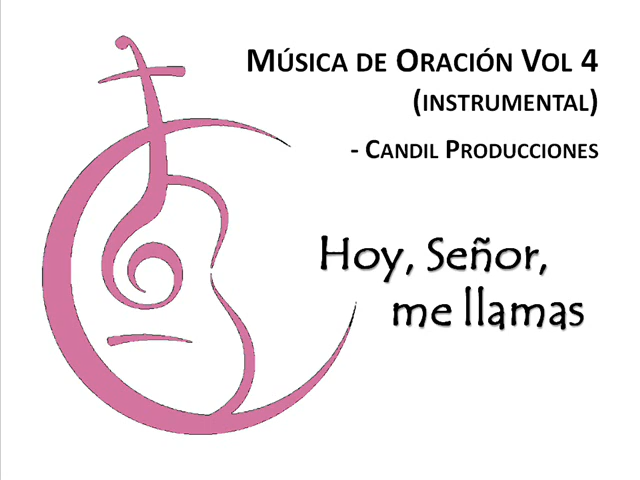 MÚSICA DE ORACIÓN VOL 4
(INSTRUMENTAL)
- CANDIL PRODUCCIONES
Hoy, Señor,
me llamas